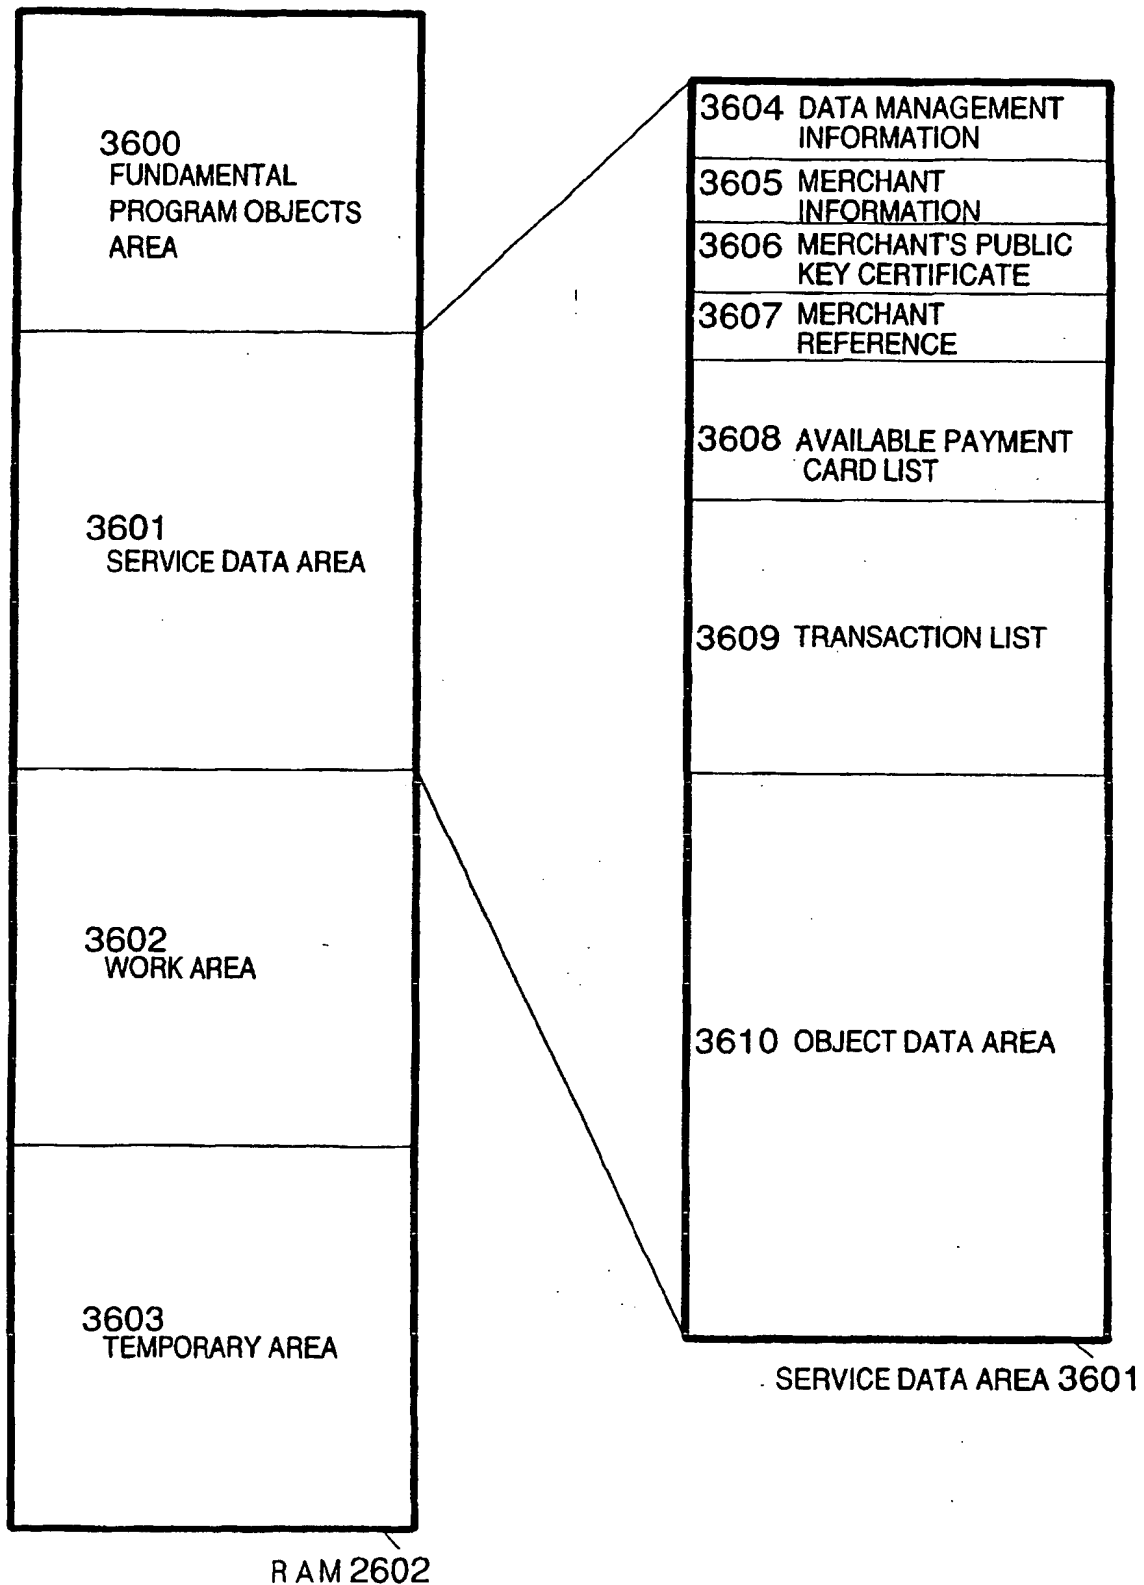 3600
FUNDAMENTAL
PROGRAM OBJECTS
AREA
3601
SERVICE DATA AREA
3602
WORK AREA
3603
TEMPORARY AREA
RAM 2602
3604 DATA MANAGEMENT
INFORMATION
3605 MERCHANT
INFORMATION
3606 MERCHANT'S PUBLIC
KEY CERTIFICATE
3607 MERCHANT
REFERENCE
3608 AVAILABLE PAYMENT
CARD LIST
3609 TRANSACTION LIST
3610 OBJECT DATA AREA
SERVICE DATA AREA 3601